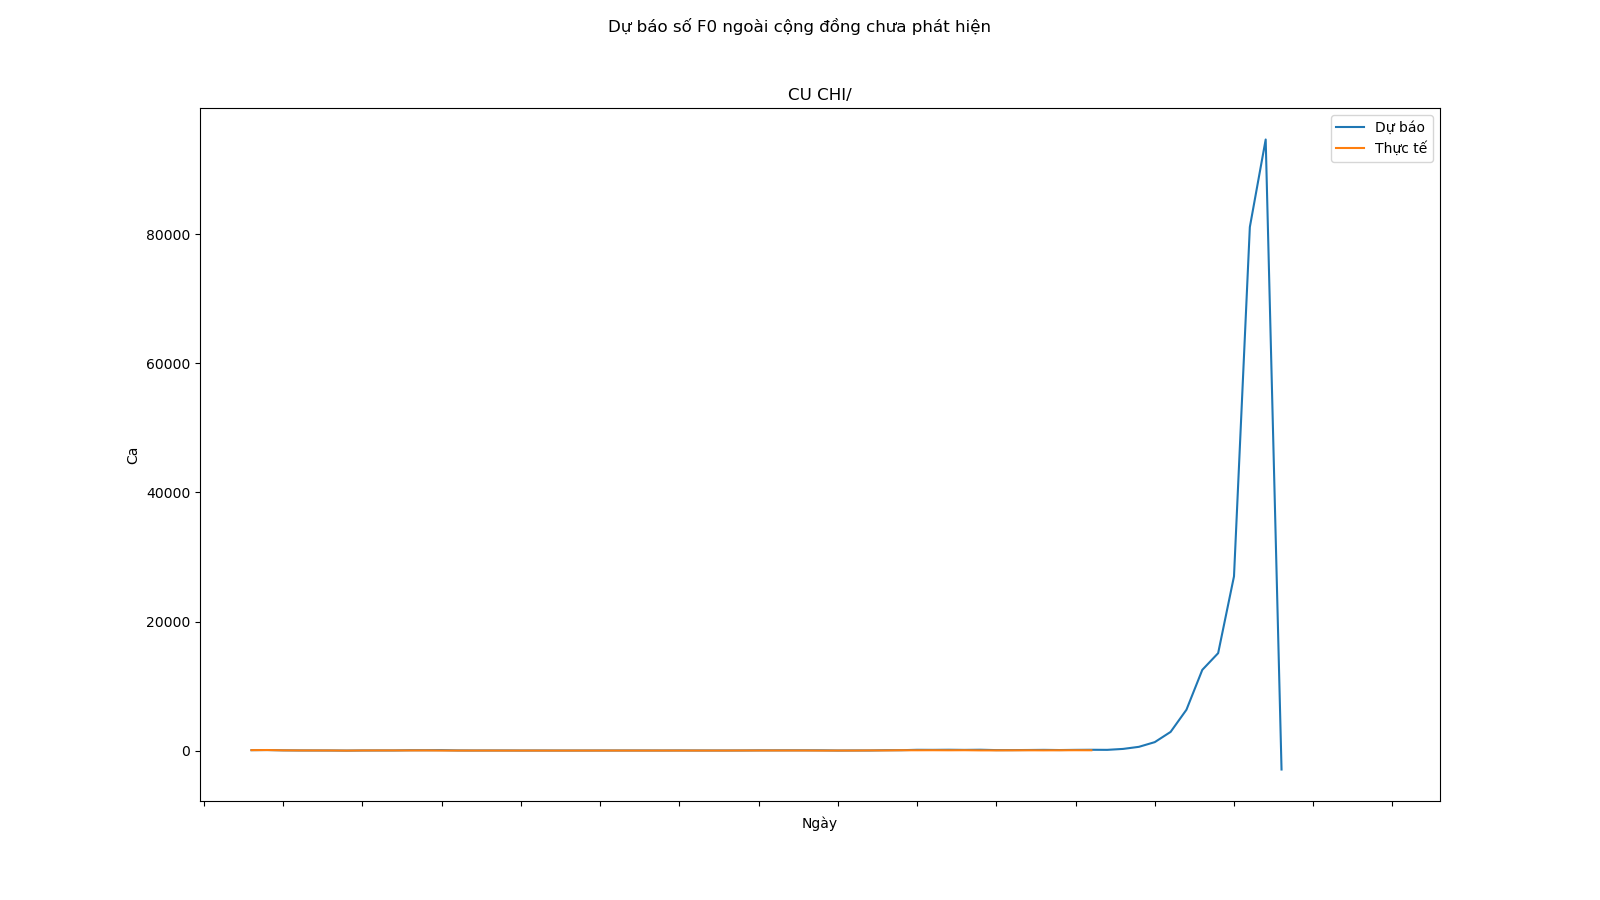 Dự báo số F0 ngoài cộng đồng chưa phát hiện
CU CHI/
Dự báo
Thực tế
80000
60000
40000
20000
0
Ca
Ngày